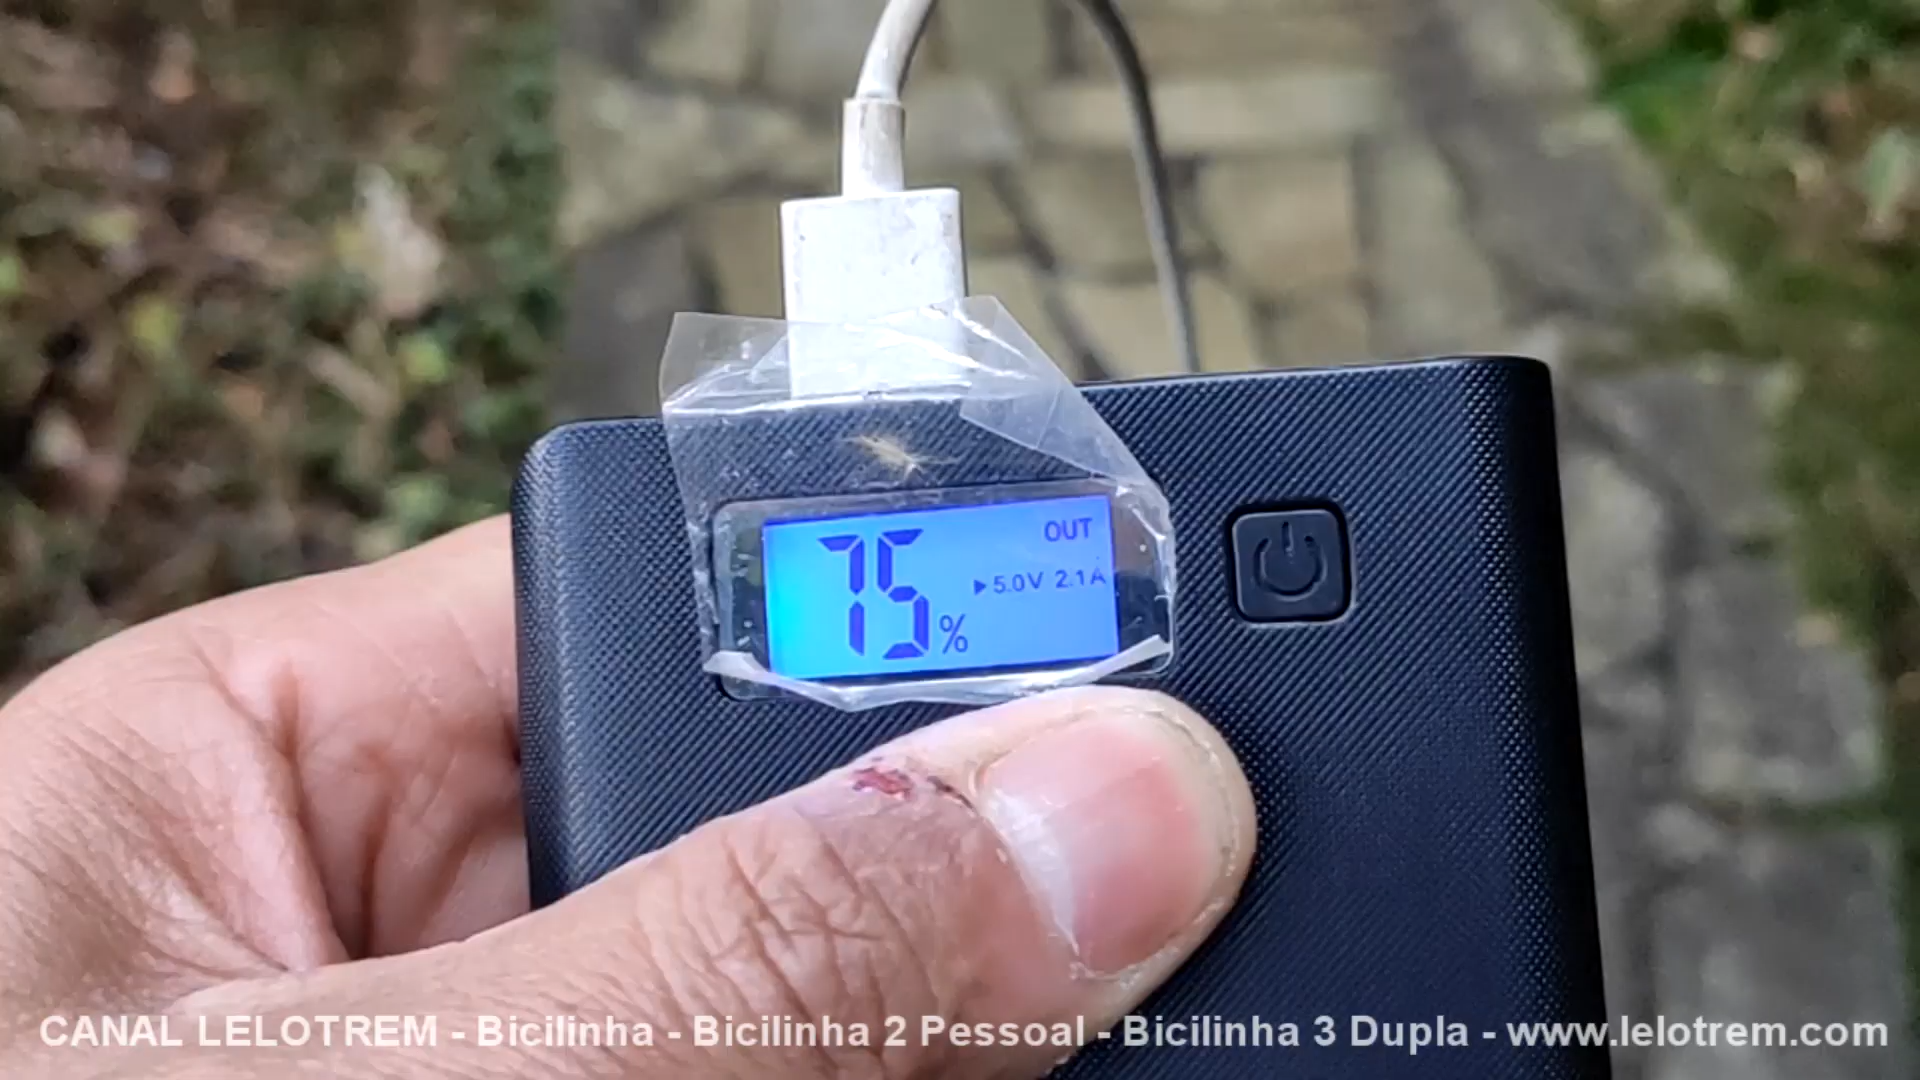 OUT
75%
▶5.0V 2.1A
CANAL LELOTREM - Bicilinha - Bicilinha 2 Pessoal - Bicilinha 3 Dupla - www.lelotrem.com